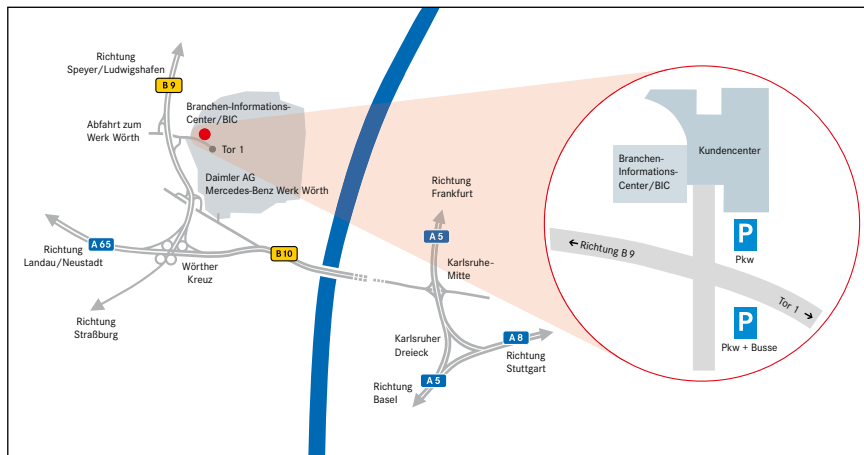 Richtung
Speyer/Ludwigshafen
B 9
Abfahrt zum
Werk Wörth
Branchen-Informations-
Center/BIC
Tor 1
Daimler AG
Mercedes-Benz Werk Wörth
A 65
Richtung
Landau/Neustadt
Wörther
Kreuz
B 10
Richtung
Straßburg
Richtung
Frankfurt
A 5
Karlsruhe-
Mitte
Karlsruher
Dreieck
A 8
Richtung
Stuttgart
A 5
Richtung
Basel
Kundencenter
Branchen-
Informations-
Center/BIC
P
Pkw
← Richtung B 9
Tor 1 →
P
Pkw + Busse